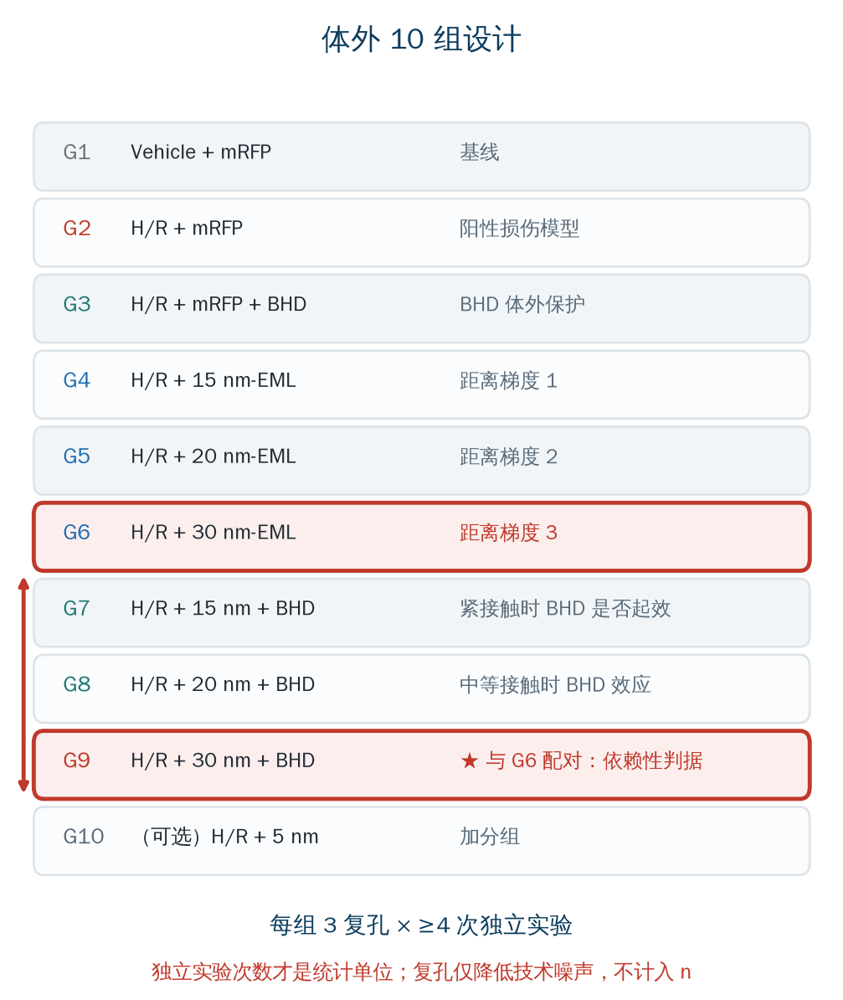 体外 10 组设计
G1 Vehicle + mRFP 基线
G2 H/R + mRFP 阳性损伤模型
G3 H/R + mRFP + BHD BHD 体外保护
G4 H/R + 15 nm-EML 距离梯度 1
G5 H/R + 20 nm-EML 距离梯度 2
G6 H/R + 30 nm-EML 距离梯度 3
G7 H/R + 15 nm + BHD 紧接触时 BHD 是否起效
G8 H/R + 20 nm + BHD 中等接触时 BHD 效应
G9 H/R + 30 nm + BHD ★ 与 G6 配对：依赖性判据
G10 （可选）H/R + 5 nm 加分组
每组 3 复孔 × ≥4 次独立实验
独立实验次数才是统计单位；复孔仅降低技术噪声，不计入 n